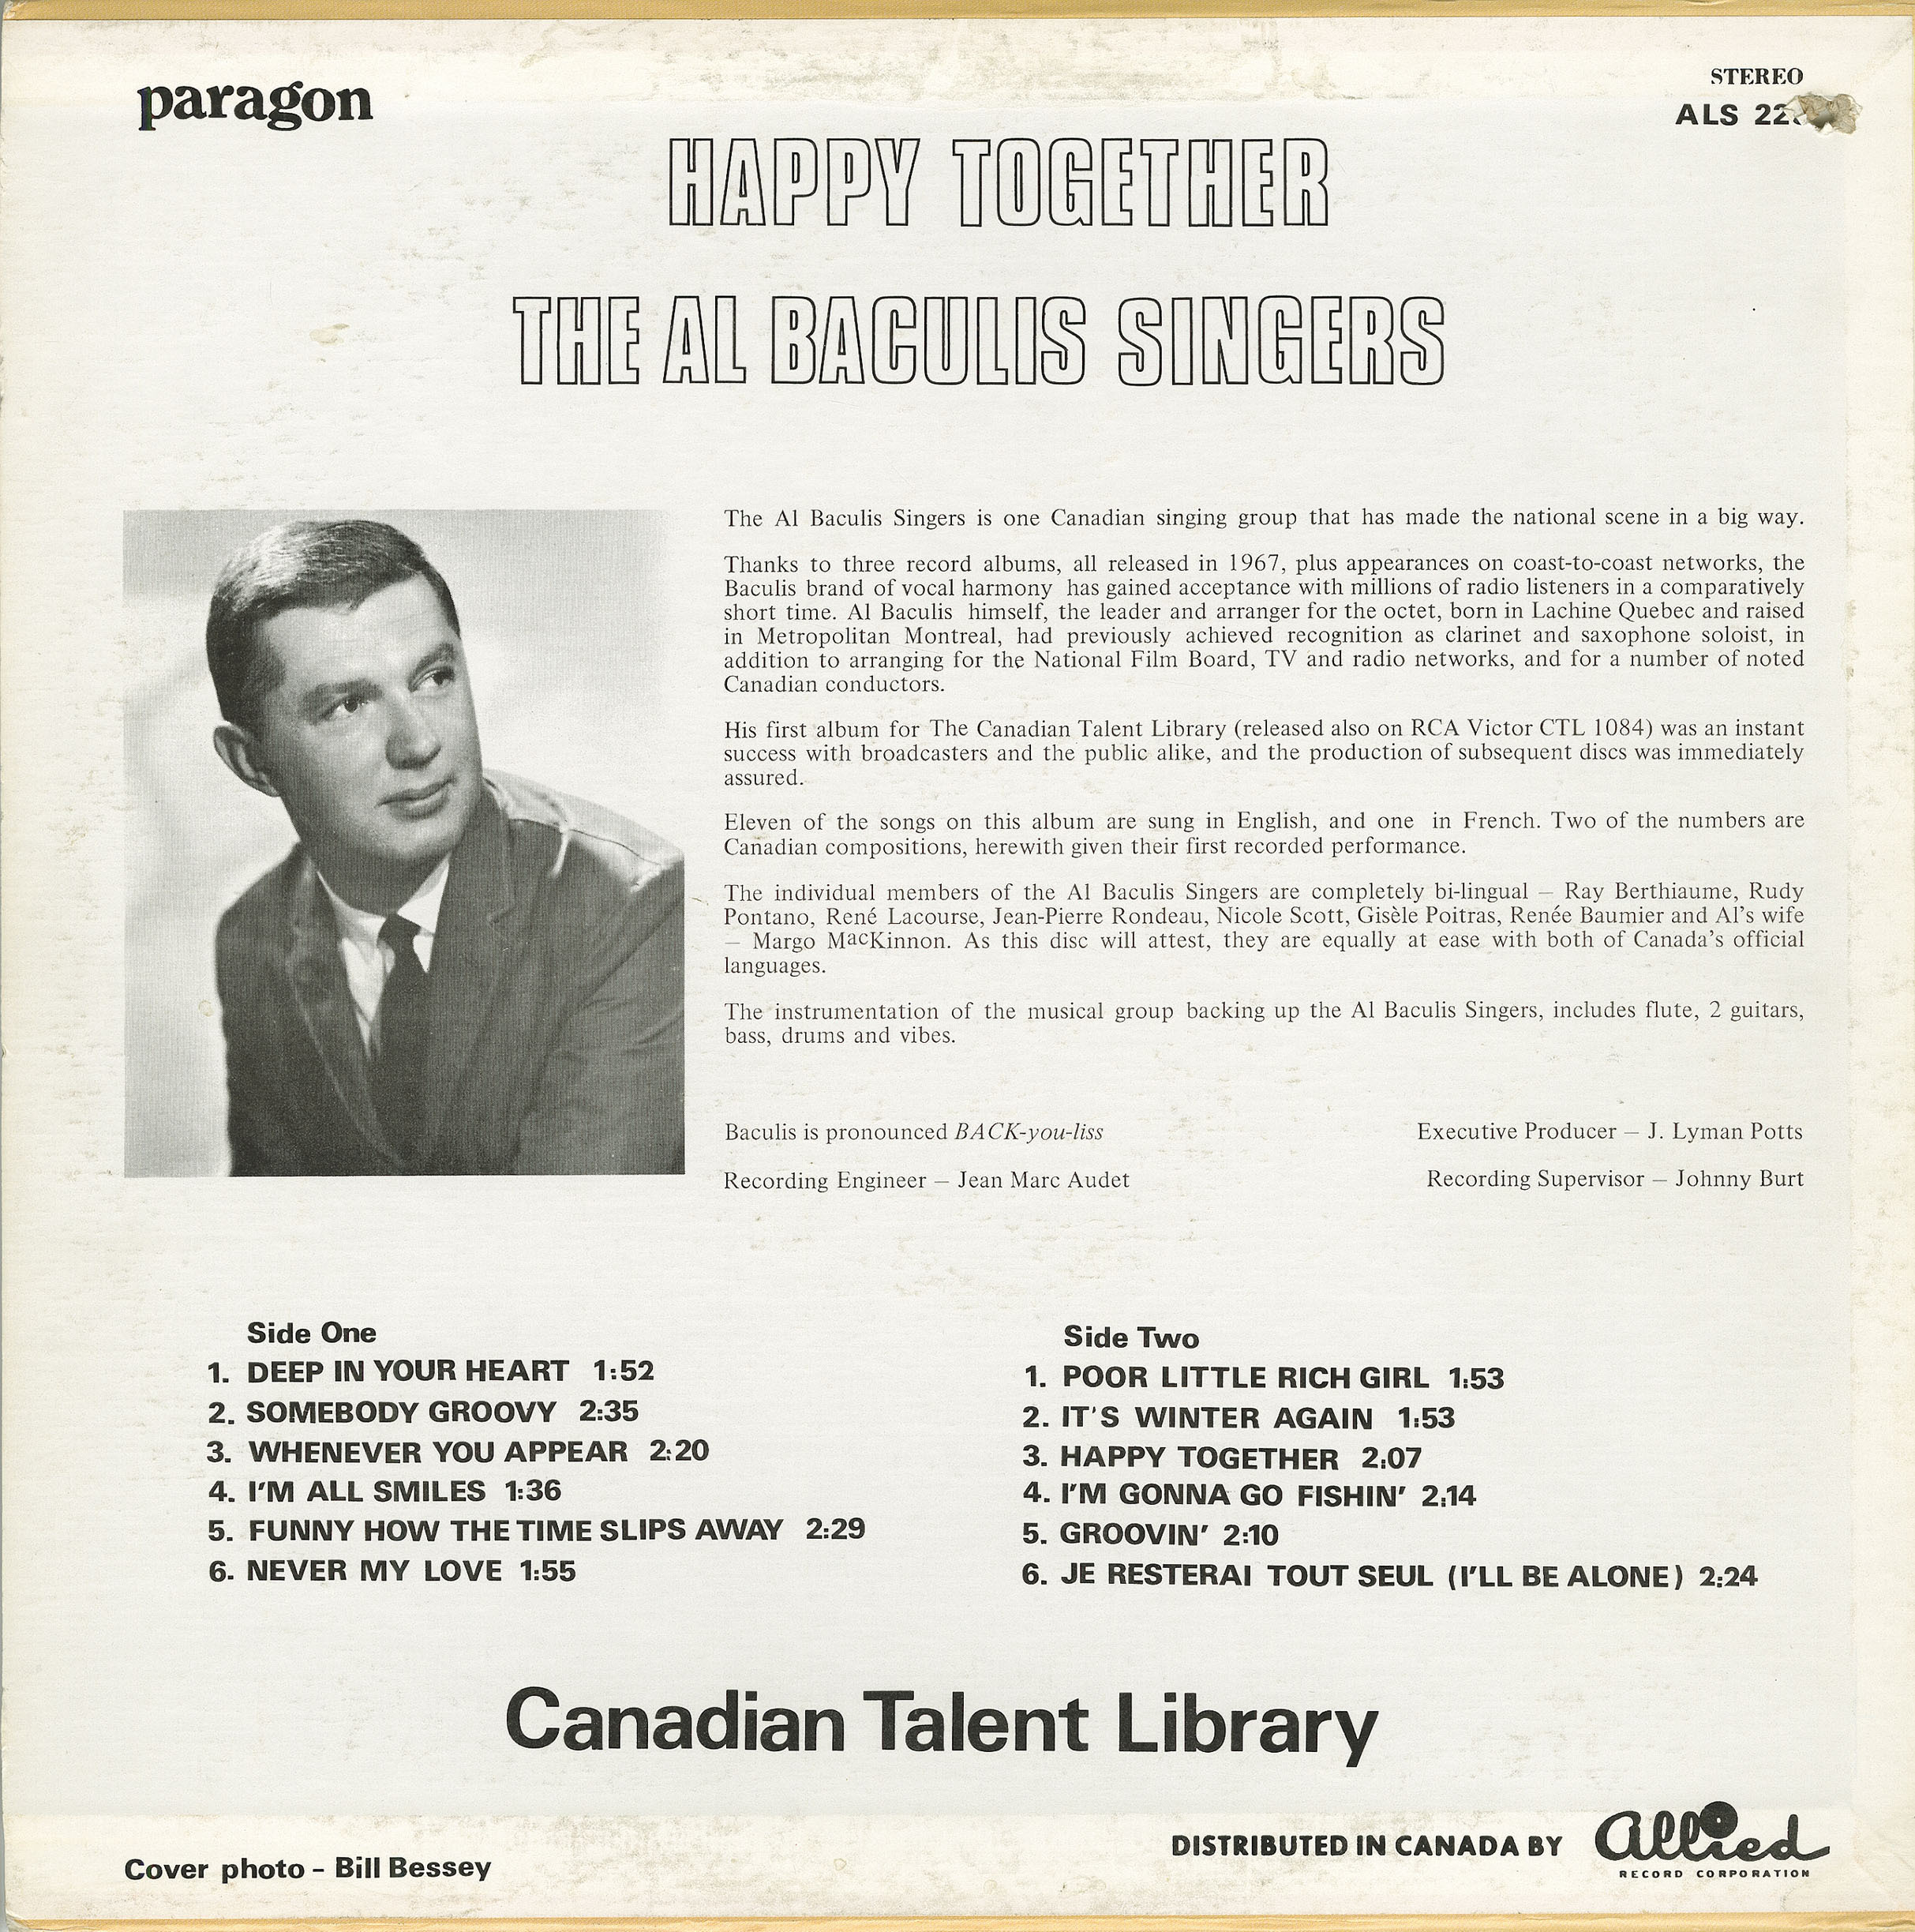 paragon
STEREO
ALS 22
HAPPY TOGETHER
THE AL BACULIS SINGERS
The Al Baculis Singers is one Canadian singing group that has made the national scene in a big way.
Thanks to three record albums, all released in 1967, plus appearances on coast-to-coast networks, the
Baculis brand of vocal harmony has gained acceptance with millions of radio listeners in a comparatively
short time. Al Baculis himself, the leader and arranger for the octet, born in Lachine Quebec and raised
in Metropolitan Montreal, had previously achieved recognition as clarinet and saxophone soloist, in
addition to arranging for the National Film Board, TV and radio networks, and for a number of noted
Canadian conductors.
His first album for The Canadian Talent Library (released also on RCA Victor CTL 1084) was an instant
success with broadcasters and the public alike, and the production of subsequent discs was immediately
assured.
Eleven of the songs on this album are sung in English, and one in French. Two of the numbers are
Canadian compositions, herewith given their first recorded performance.
The individual members of the Al Baculis Singers are completely bi-lingual – Ray Berthiaume, Rudy
Pontano, René Lacourse, Jean-Pierre Rondeau, Nicole Scott, Gisèle Poitras, Renée Baumier and Al's wife
– Margo MacKinnon. As this disc will attest, they are equally at ease with both of Canada's official
languages.
The instrumentation of the musical group backing up the Al Baculis Singers, includes flute, 2 guitars,
bass, drums and vibes.
Baculis is pronounced BACK-you-liss
Executive Producer – J. Lyman Potts
Recording Engineer – Jean Marc Audet
Recording Supervisor – Johnny Burt
Side One
1. DEEP IN YOUR HEART 1:52
2. SOMEBODY GROOVY 2:35
3. WHENEVER YOU APPEAR 2:20
4. I'M ALL SMILES 1:36
5. FUNNY HOW THE TIME SLIPS AWAY 2:29
6. NEVER MY LOVE 1:55
Side Two
1. POOR LITTLE RICH GIRL 1:53
2. IT'S WINTER AGAIN 1:53
3. HAPPY TOGETHER 2:07
4. I'M GONNA GO FISHIN' 2:14
5. GROOVIN' 2:10
6. JE RESTERAI TOUT SEUL (I'LL BE ALONE) 2:24
Canadian Talent Library
Cover photo – Bill Bessey
DISTRIBUTED IN CANADA BY
allied
RECORD CORPORATION